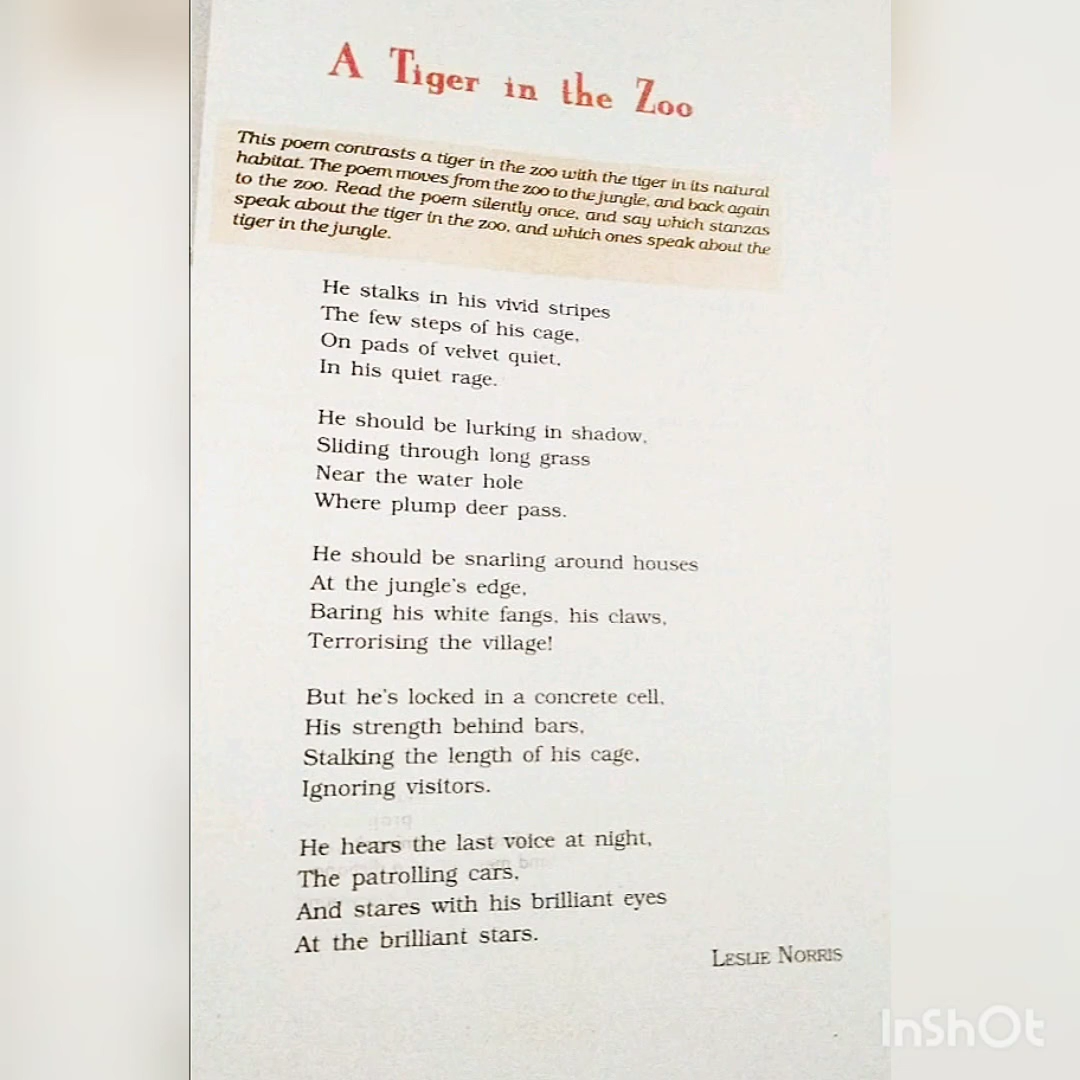 A Tiger in the Zoo
This poem contrasts a tiger in the zoo with the tiger in its natural
habitat. The poem moves from the zoo to the jungle, and back again
to the zoo. Read the poem silently once, and say which stanzas
speak about the tiger in the zoo, and which ones speak about the
tiger in the jungle.
He stalks in his vivid stripes
The few steps of his cage,
On pads of velvet quiet,
In his quiet rage.
He should be lurking in shadow,
Sliding through long grass
Near the water hole
Where plump deer pass.
He should be snarling around houses
At the jungle's edge,
Baring his white fangs, his claws,
Terrorising the village!
But he's locked in a concrete cell,
His strength behind bars,
Stalking the length of his cage,
Ignoring visitors.
He hears the last voice at night,
The patrolling cars,
And stares with his brilliant eyes
At the brilliant stars.
LESLIE NORRIS
InShOt